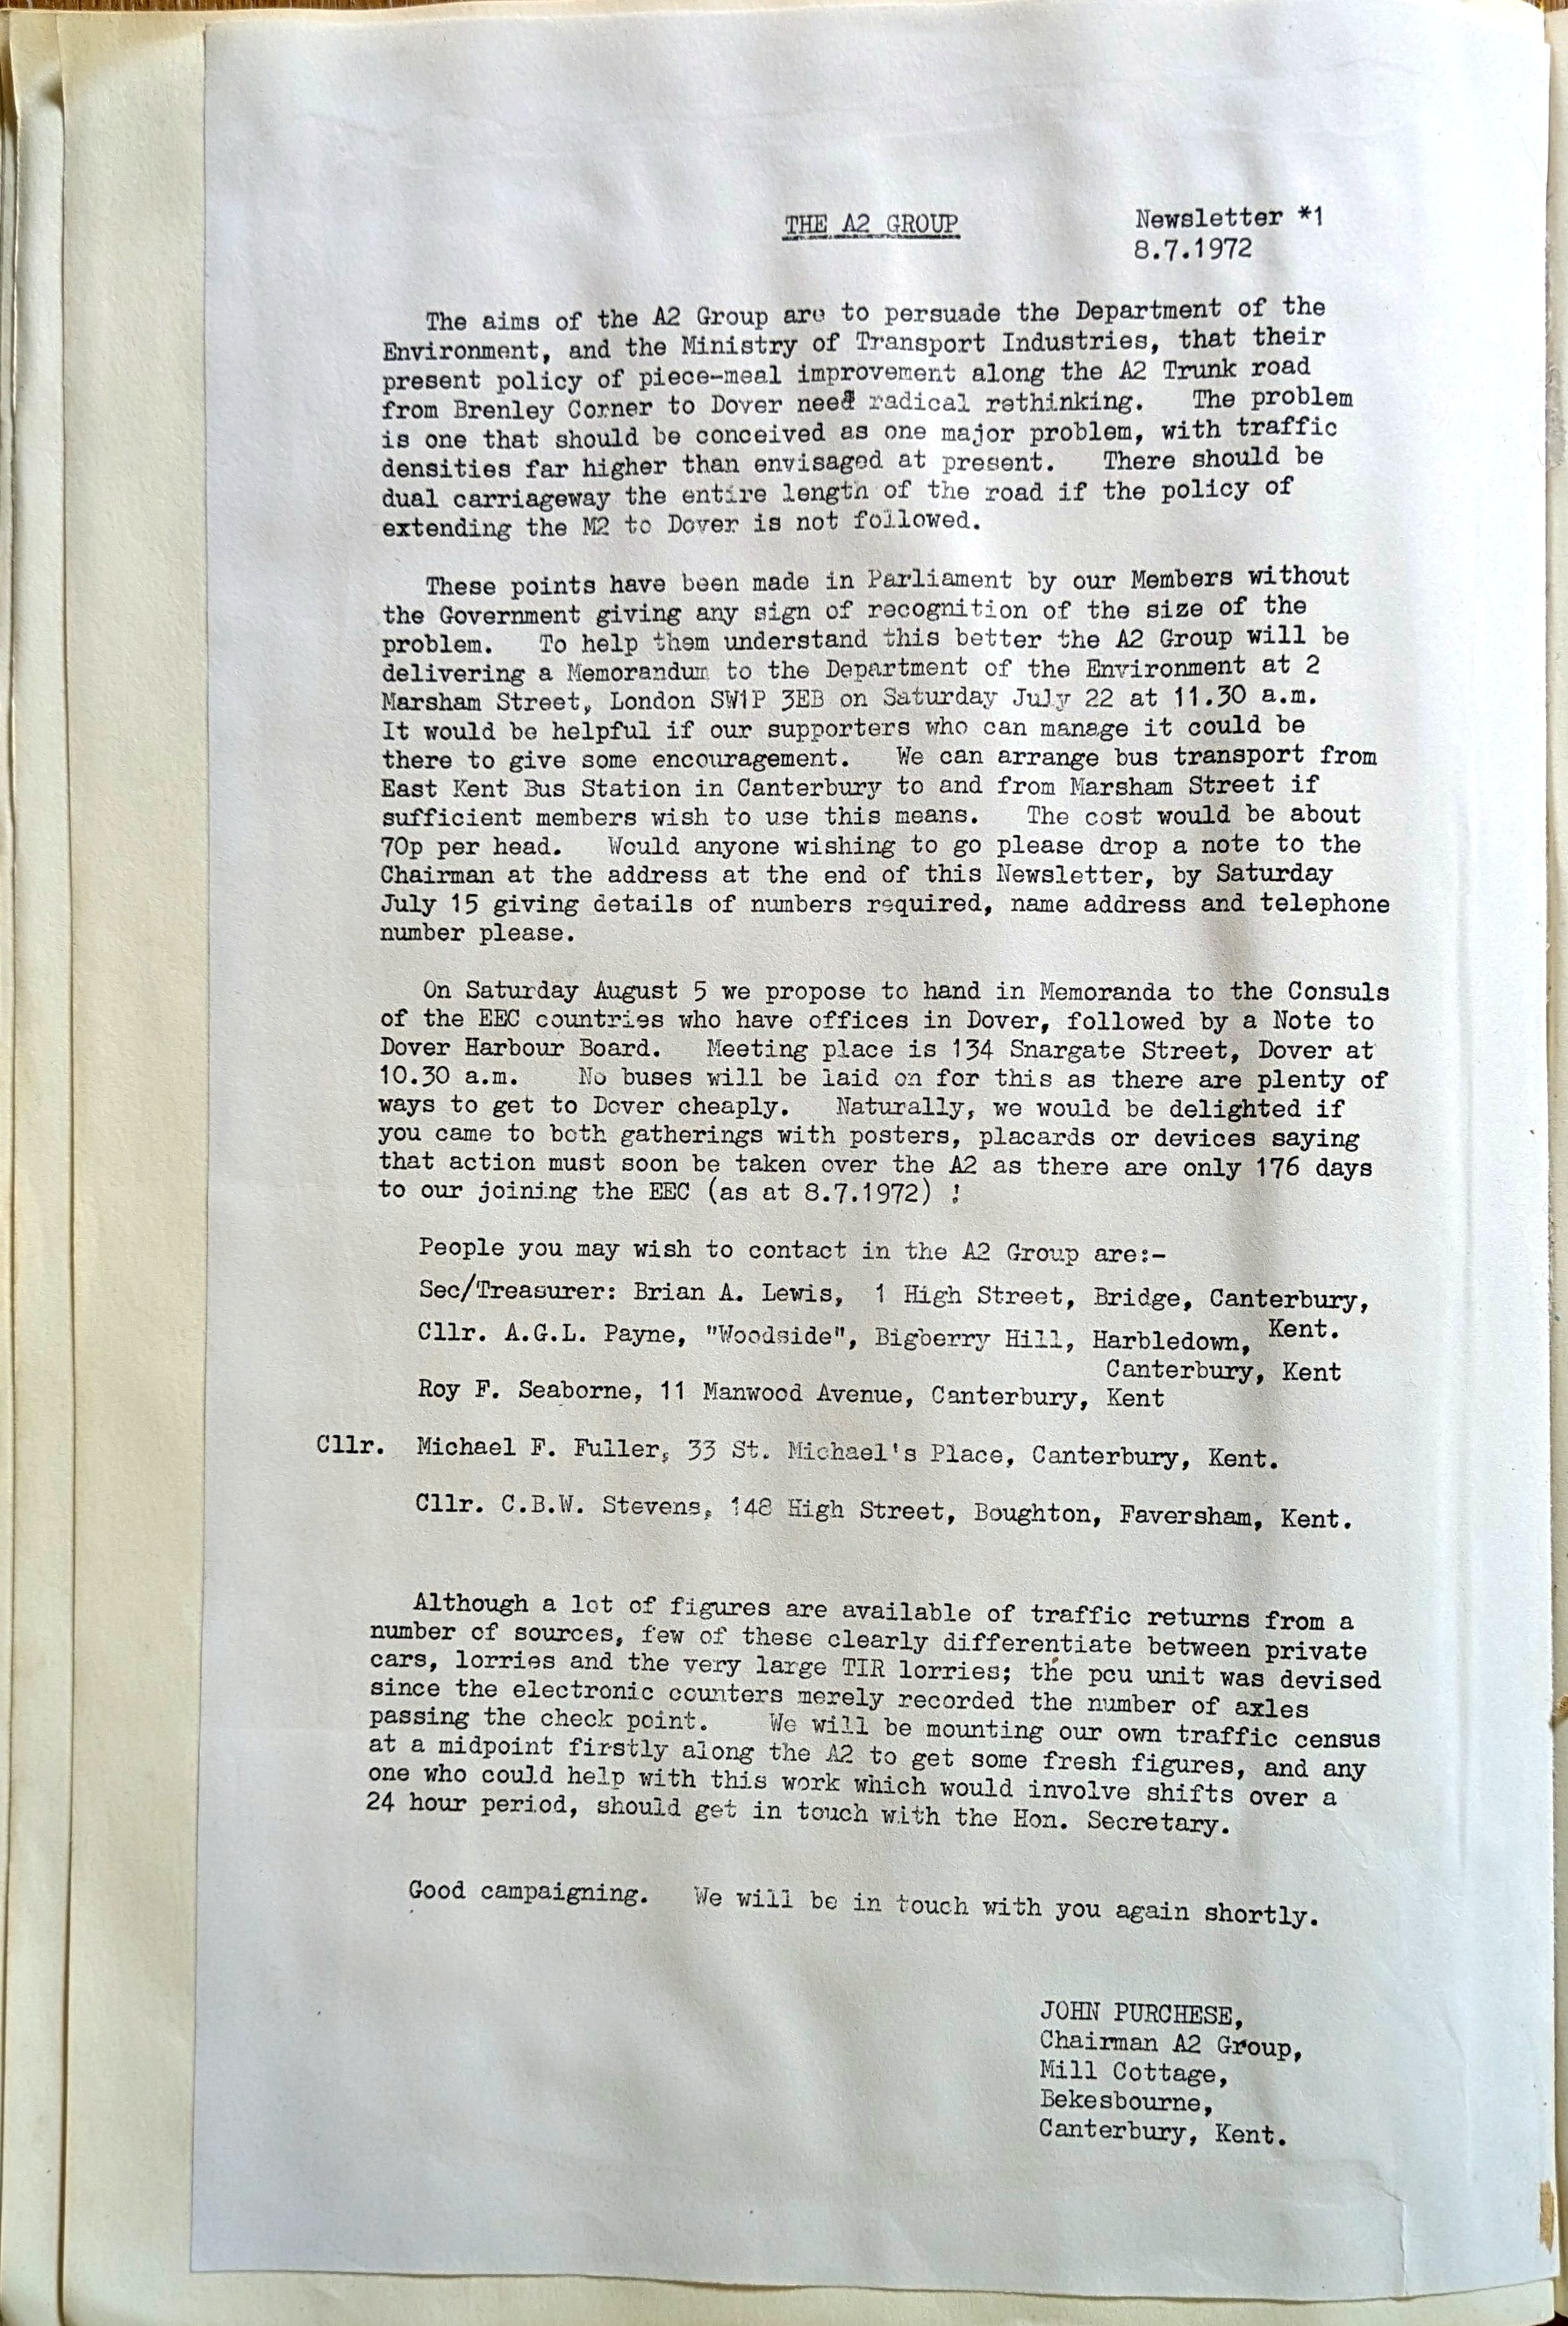 THE A2 GROUP
Newsletter *1
8.7.1972
The aims of the A2 Group are to persuade the Department of the
Environment, and the Ministry of Transport Industries, that their
present policy of piece-meal improvement along the A2 Trunk road
from Brenley Corner to Dover need radical rethinking. The problem
is one that should be conceived as one major problem, with traffic
densities far higher than envisaged at present. There should be
dual carriageway the entire length of the road if the policy of
extending the M2 to Dover is not followed.
These points have been made in Parliament by our Members without
the Government giving any sign of recognition of the size of the
problem. To help them understand this better the A2 Group will be
delivering a Memorandum to the Department of the Environment at 2
Marsham Street, London SW1P 3EB on Saturday July 22 at 11.30 a.m.
It would be helpful if our supporters who can manage it could be
there to give some encouragement. We can arrange bus transport from
East Kent Bus Station in Canterbury to and from Marsham Street if
sufficient members wish to use this means. The cost would be about
70p per head. Would anyone wishing to go please drop a note to the
Chairman at the address at the end of this Newsletter, by Saturday
July 15 giving details of numbers required, name address and telephone
number please.
On Saturday August 5 we propose to hand in Memoranda to the Consuls
of the EEC countries who have offices in Dover, followed by a Note to
Dover Harbour Board. Meeting place is 134 Snargate Street, Dover at
10.30 a.m. No buses will be laid on for this as there are plenty of
ways to get to Dover cheaply. Naturally, we would be delighted if
you came to both gatherings with posters, placards or devices saying
that action must soon be taken over the A2 as there are only 176 days
to our joining the EEC (as at 8.7.1972) !
People you may wish to contact in the A2 Group are:-
Sec/Treasurer: Brian A. Lewis, 1 High Street, Bridge, Canterbury,
Kent.
Cllr. A.G.L. Payne, "Woodside", Bigberry Hill, Harbledown,
Canterbury, Kent
Roy F. Seaborne, 11 Manwood Avenue, Canterbury, Kent
Cllr. Michael F. Fuller, 33 St. Michael's Place, Canterbury, Kent.
Cllr. C.B.W. Stevens, 148 High Street, Boughton, Faversham, Kent.
Although a lot of figures are available of traffic returns from a
number of sources, few of these clearly differentiate between private
cars, lorries and the very large TIR lorries; the pcu unit was devised
since the electronic counters merely recorded the number of axles
passing the check point. We will be mounting our own traffic census
at a midpoint firstly along the A2 to get some fresh figures, and any
one who could help with this work which would involve shifts over a
24 hour period, should get in touch with the Hon. Secretary.
Good campaigning. We will be in touch with you again shortly.
JOHN PURCHESE,
Chairman A2 Group,
Mill Cottage,
Bekesbourne,
Canterbury, Kent.